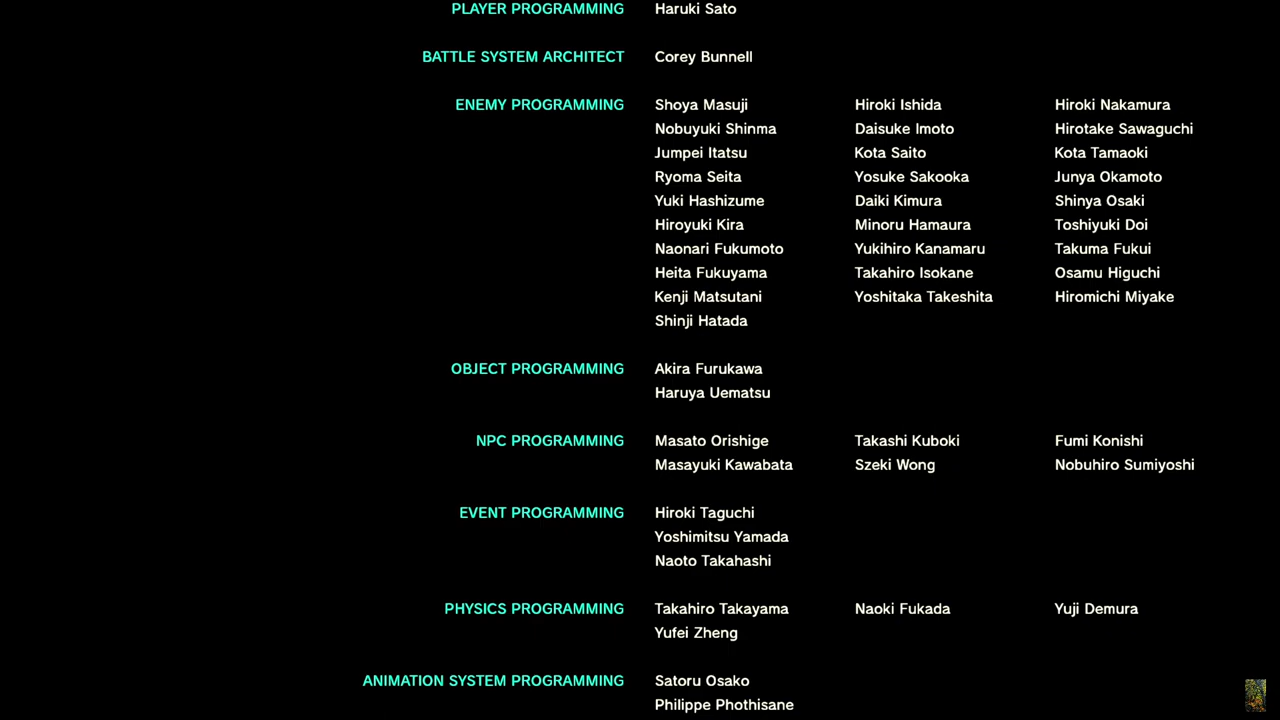 PLAYER PROGRAMMING Haruki Sato
BATTLE SYSTEM ARCHITECT Corey Bunnell
ENEMY PROGRAMMING Shoya Masuji Hiroki Ishida Hiroki Nakamura
Nobuyuki Shinma Daisuke Imoto Hirotake Sawaguchi
Jumpei Itatsu Kota Saito Kota Tamaoki
Ryoma Seita Yosuke Sakooka Junya Okamoto
Yuki Hashizume Daiki Kimura Shinya Osaki
Hiroyuki Kira Minoru Hamaura Toshiyuki Doi
Naonari Fukumoto Yukihiro Kanamaru Takuma Fukui
Heita Fukuyama Takahiro Isokane Osamu Higuchi
Kenji Matsutani Yoshitaka Takeshita Hiromichi Miyake
Shinji Hatada
OBJECT PROGRAMMING Akira Furukawa
Haruya Uematsu
NPC PROGRAMMING Masato Orishige Takashi Kuboki Fumi Konishi
Masayuki Kawabata Szeki Wong Nobuhiro Sumiyoshi
EVENT PROGRAMMING Hiroki Taguchi
Yoshimitsu Yamada
Naoto Takahashi
PHYSICS PROGRAMMING Takahiro Takayama Naoki Fukada Yuji Demura
Yufei Zheng
ANIMATION SYSTEM PROGRAMMING Satoru Osako
Philippe Phothisane